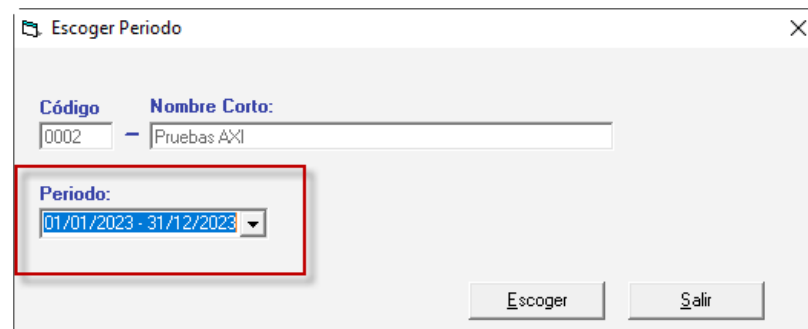 Escoger Periodo
Código Nombre Corto:
0002 – Pruebas AXI
Periodo:
01/01/2023 - 31/12/2023
Escoger Salir